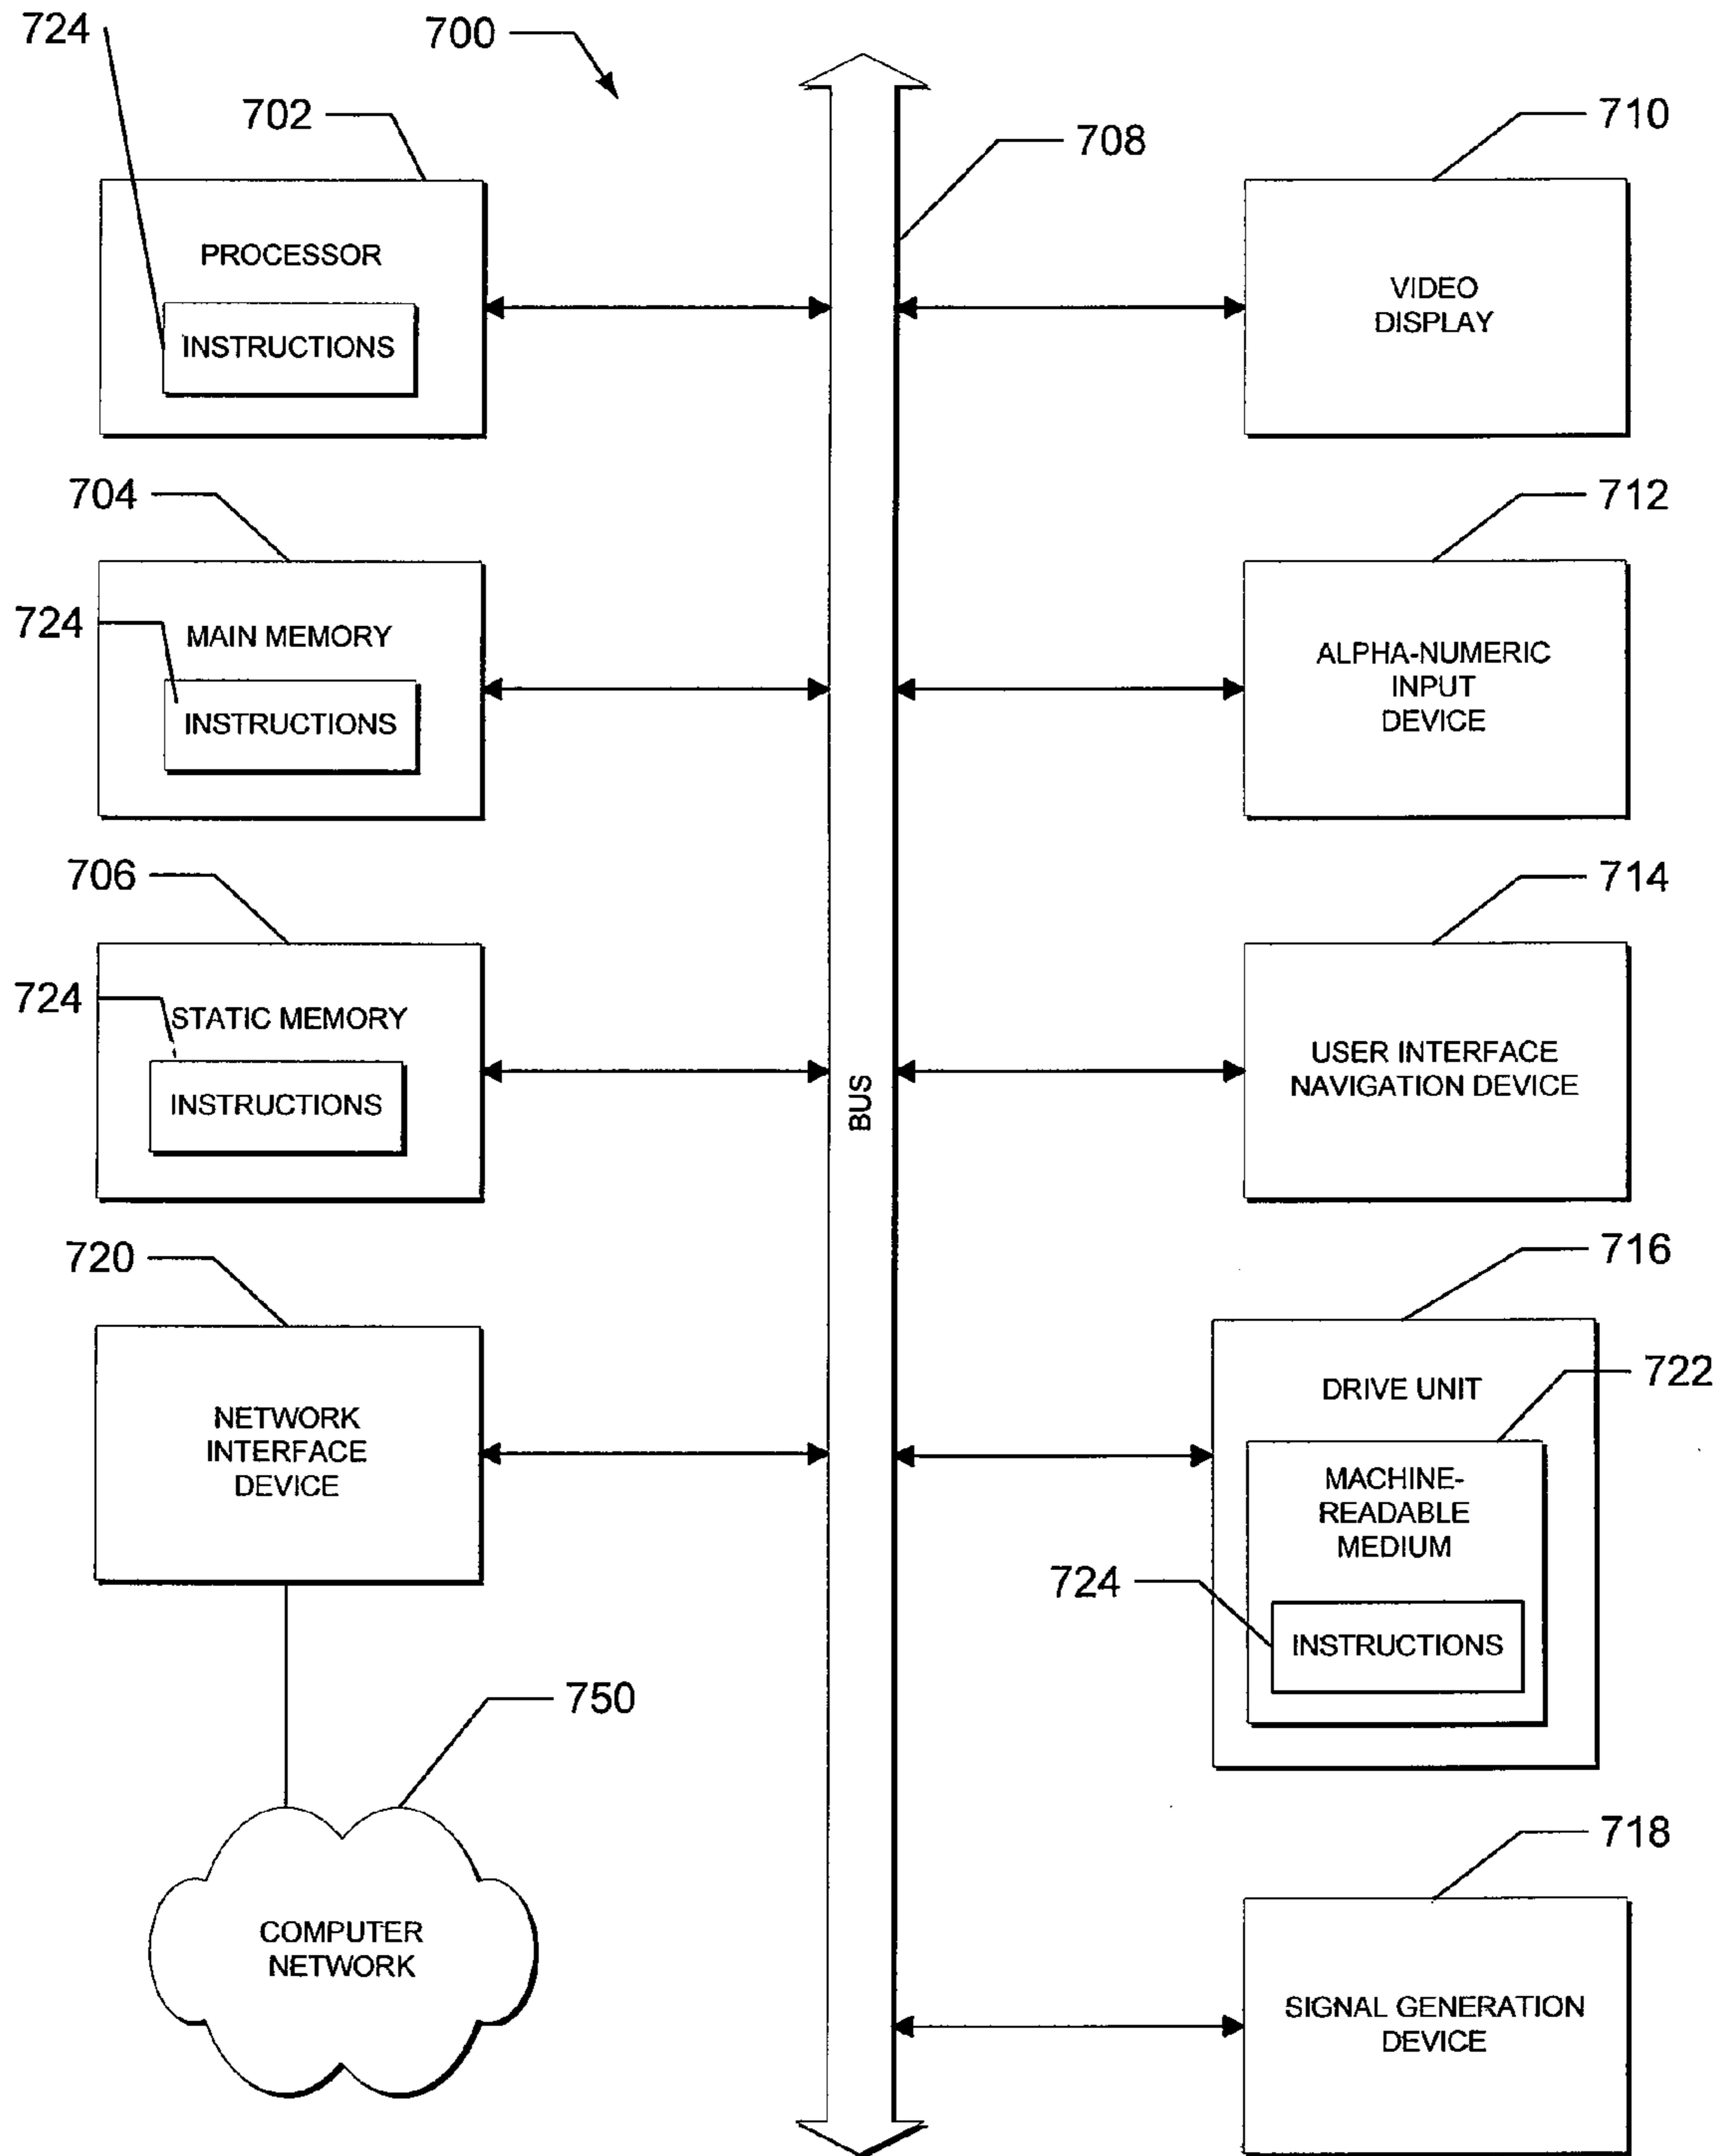 724
700
702
708
710
PROCESSOR
INSTRUCTIONS
VIDEO
DISPLAY
704
712
724
MAIN MEMORY
INSTRUCTIONS
ALPHA-NUMERIC
INPUT
DEVICE
706
714
724
STATIC MEMORY
INSTRUCTIONS
BUS
USER INTERFACE
NAVIGATION DEVICE
720
716
722
NETWORK
INTERFACE
DEVICE
DRIVE UNIT
MACHINE-
READABLE
MEDIUM
724
INSTRUCTIONS
750
718
COMPUTER
NETWORK
SIGNAL GENERATION
DEVICE